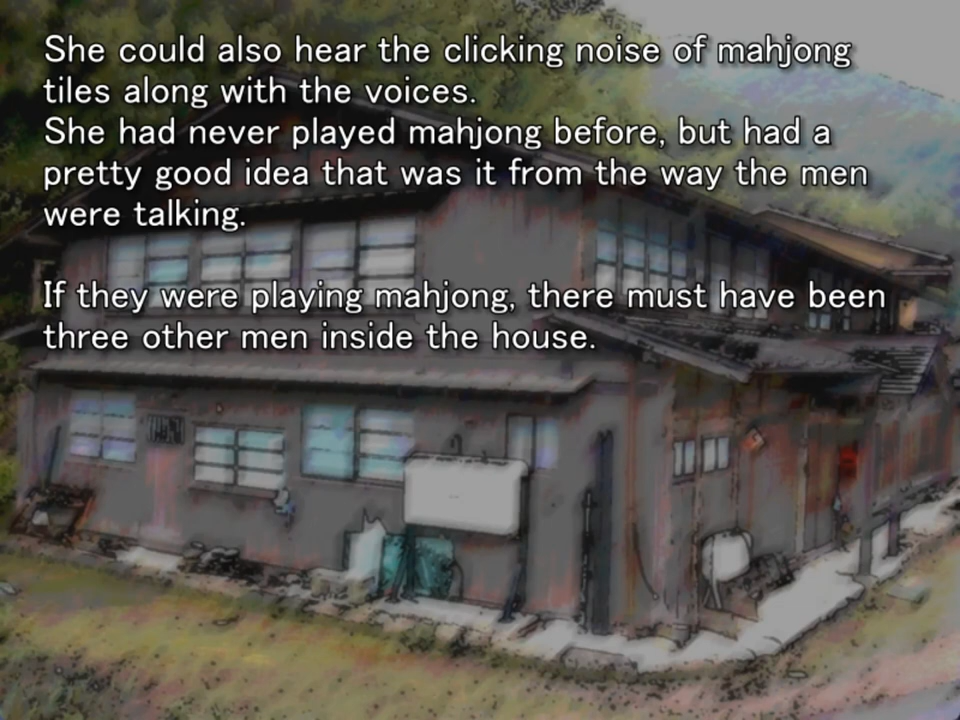 She could also hear the clicking noise of mahjong
tiles along with the voices.
She had never played mahjong before, but had a
pretty good idea that was it from the way the men
were talking.
If they were playing mahjong, there must have been
three other men inside the house.